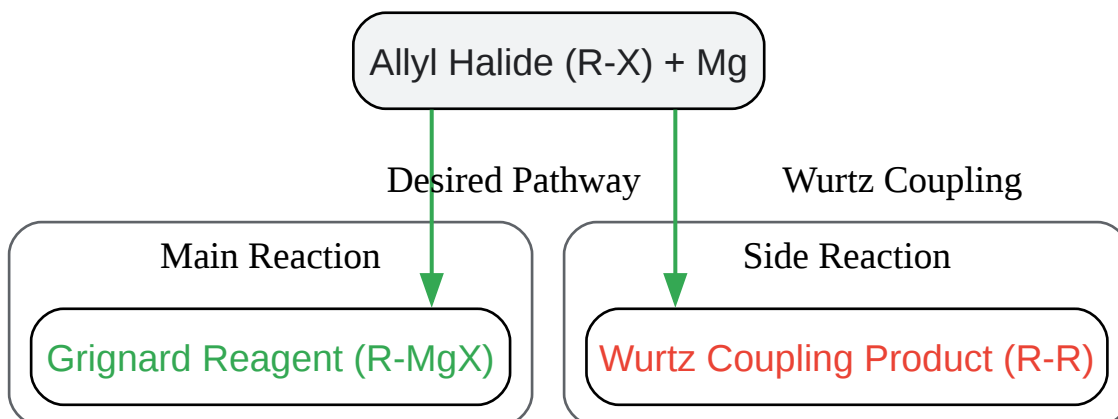 Allyl Halide (R-X) + Mg
Desired Pathway
Wurtz Coupling
Main Reaction
Side Reaction
Grignard Reagent (R-MgX)
Wurtz Coupling Product (R-R)